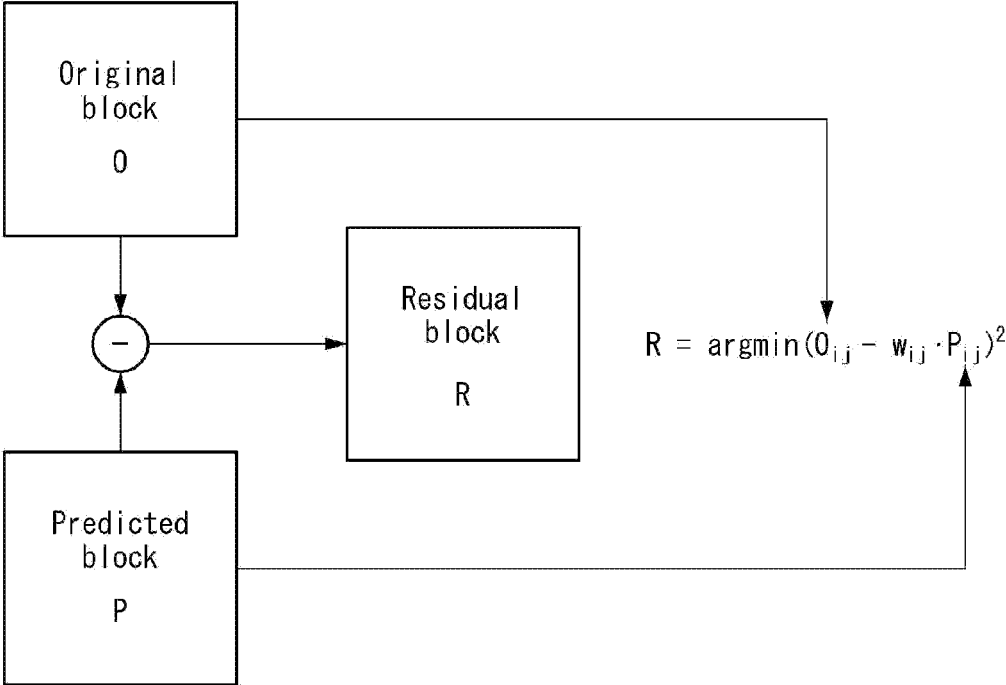 Original
block
O
−
Residual
block
R
R = argmin(O_ij − w_ij · P_ij)²
Predicted
block
P